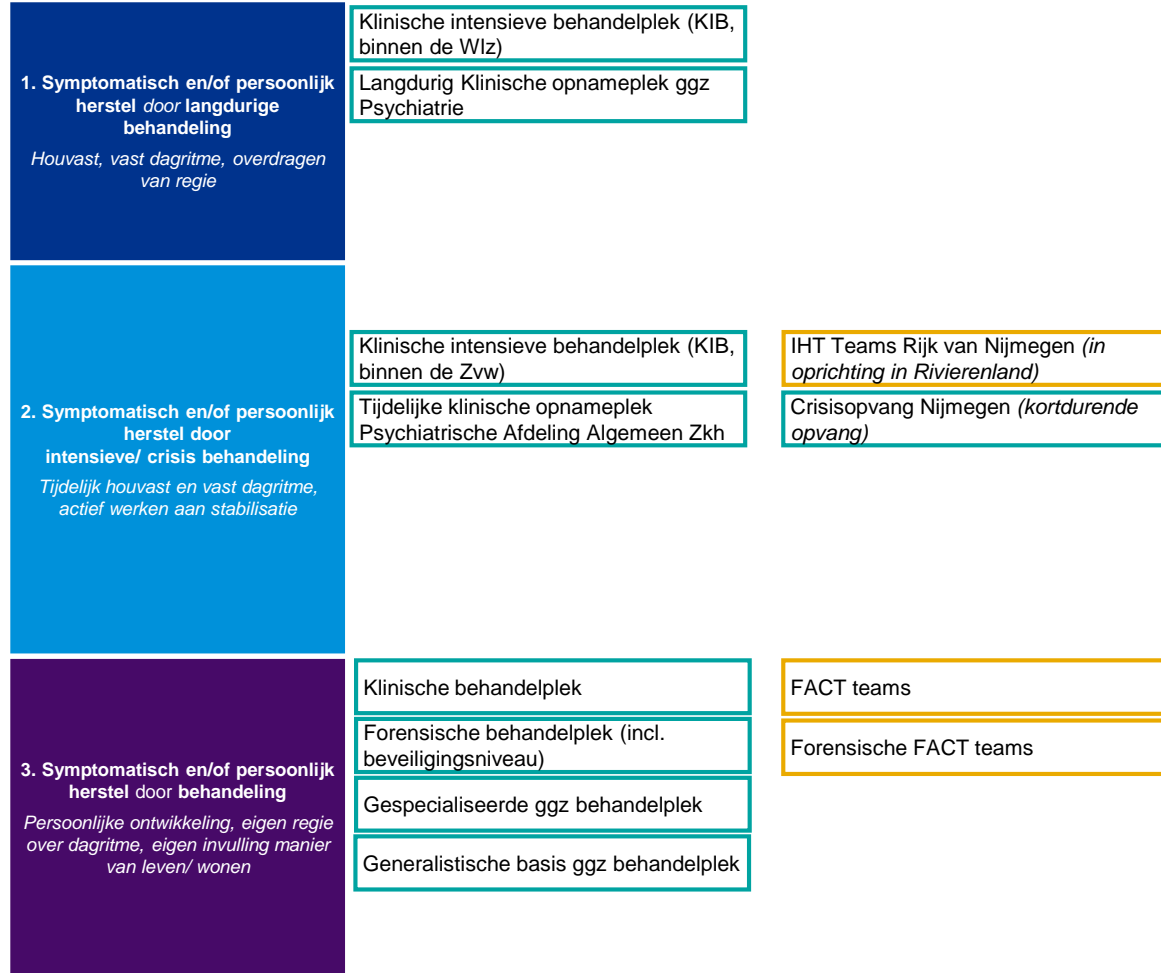 1. Symptomatisch en/of persoonlijk
herstel door langdurige
behandeling
Houvast, vast dagritme, overdragen
van regie
Klinische intensieve behandelplek (KIB,
binnen de Wlz)
Langdurig Klinische opnameplek ggz
Psychiatrie
2. Symptomatisch en/of persoonlijk
herstel door
intensieve/ crisis behandeling
Tijdelijk houvast en vast dagritme,
actief werken aan stabilisatie
Klinische intensieve behandelplek (KIB,
binnen de Zvw)
Tijdelijke klinische opnameplek
Psychiatrische Afdeling Algemeen Zkh
IHT Teams Rijk van Nijmegen (in
oprichting in Rivierenland)
Crisisopvang Nijmegen (kortdurende
opvang)
3. Symptomatisch en/of persoonlijk
herstel door behandeling
Persoonlijke ontwikkeling, eigen regie
over dagritme, eigen invulling manier
van leven/ wonen
Klinische behandelplek
Forensische behandelplek (incl.
beveiligingsniveau)
Gespecialiseerde ggz behandelplek
Generalistische basis ggz behandelplek
FACT teams
Forensische FACT teams